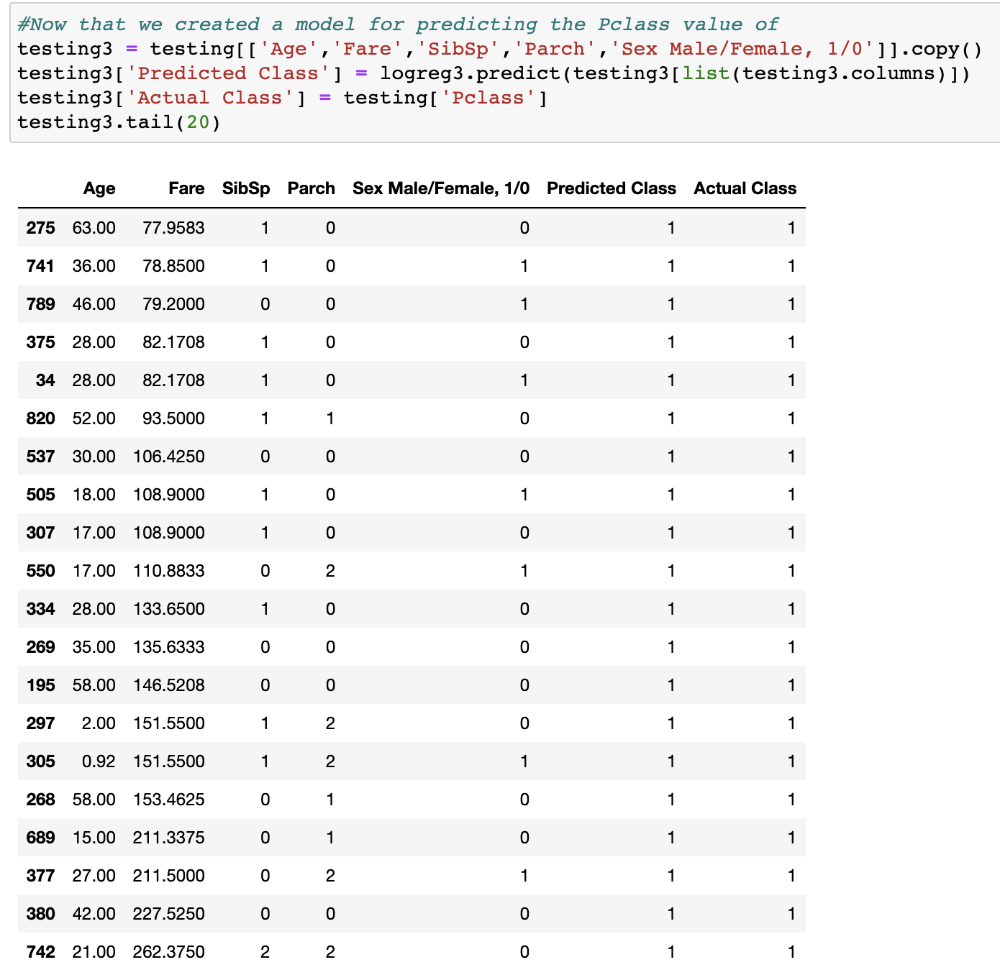 #Now that we created a model for predicting the Pclass value of
testing3 = testing[['Age','Fare','SibSp','Parch','Sex Male/Female, 1/0']].copy()
testing3['Predicted Class'] = logreg3.predict(testing3[list(testing3.columns)])
testing3['Actual Class'] = testing['Pclass']
testing3.tail(20)
Age Fare SibSp Parch Sex Male/Female, 1/0 Predicted Class Actual Class
275 63.00 77.9583 1 0 0 1 1
741 36.00 78.8500 1 0 1 1 1
789 46.00 79.2000 0 0 1 1 1
375 28.00 82.1708 1 0 0 1 1
34 28.00 82.1708 1 0 1 1 1
820 52.00 93.5000 1 1 0 1 1
537 30.00 106.4250 0 0 0 1 1
505 18.00 108.9000 1 0 1 1 1
307 17.00 108.9000 1 0 0 1 1
550 17.00 110.8833 0 2 1 1 1
334 28.00 133.6500 1 0 0 1 1
269 35.00 135.6333 0 0 0 1 1
195 58.00 146.5208 0 0 0 1 1
297 2.00 151.5500 1 2 0 1 1
305 0.92 151.5500 1 2 1 1 1
268 58.00 153.4625 0 1 0 1 1
689 15.00 211.3375 0 1 0 1 1
377 27.00 211.5000 0 2 1 1 1
380 42.00 227.5250 0 0 0 1 1
742 21.00 262.3750 2 2 0 1 1